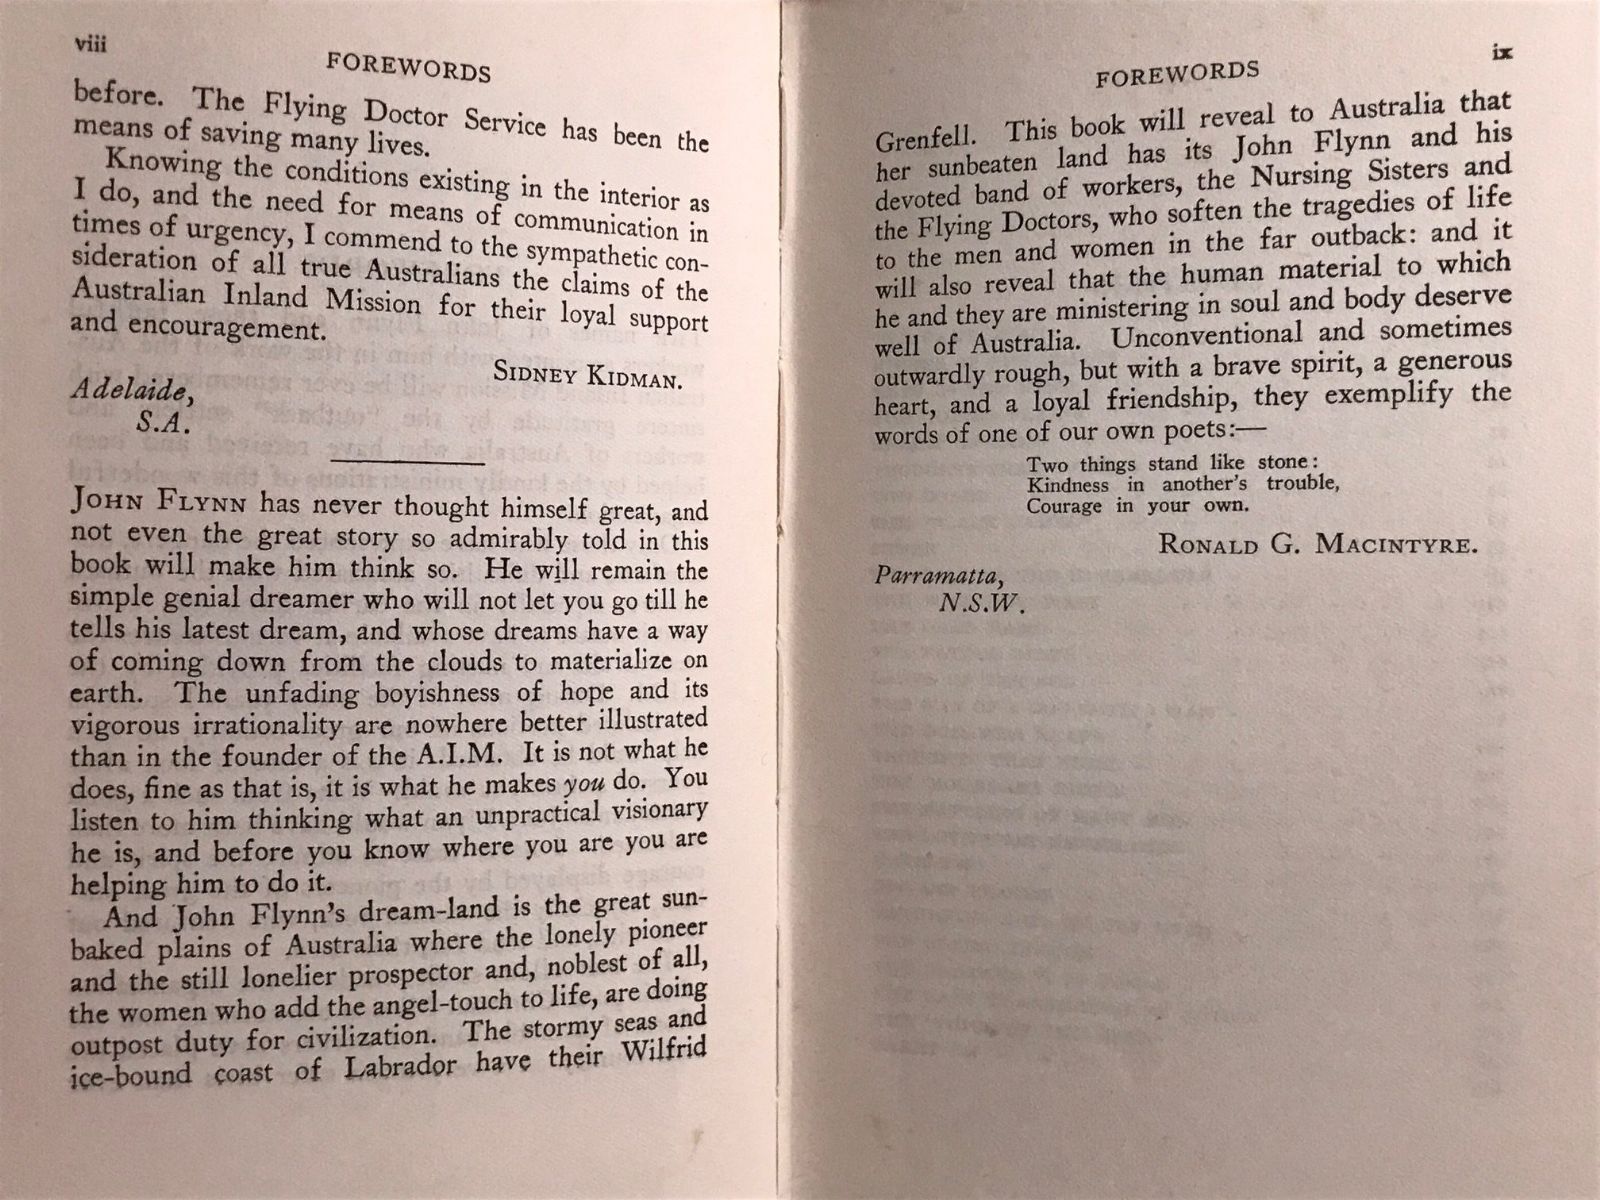 viii
FOREWORDS
before. The Flying Doctor Service has been the
means of saving many lives.
Knowing the conditions existing in the interior as
I do, and the need for means of communication in
times of urgency, I commend to the sympathetic con-
sideration of all true Australians the claims of the
Australian Inland Mission for their loyal support
and encouragement.
SIDNEY KIDMAN.
Adelaide,
S.A.
JOHN FLYNN has never thought himself great, and
not even the great story so admirably told in this
book will make him think so. He will remain the
simple genial dreamer who will not let you go till he
tells his latest dream, and whose dreams have a way
of coming down from the clouds to materialize on
earth. The unfading boyishness of hope and its
vigorous irrationality are nowhere better illustrated
than in the founder of the A.I.M. It is not what he
does, fine as that is, it is what he makes you do. You
listen to him thinking what an unpractical visionary
he is, and before you know where you are you are
helping him to do it.
And John Flynn's dream-land is the great sun-
baked plains of Australia where the lonely pioneer
and the still lonelier prospector and, noblest of all,
the women who add the angel-touch to life, are doing
outpost duty for civilization. The stormy seas and
ice-bound coast of Labrador have their Wilfrid
ix
FOREWORDS
Grenfell. This book will reveal to Australia that
her sunbeaten land has its John Flynn and his
devoted band of workers, the Nursing Sisters and
the Flying Doctors, who soften the tragedies of life
to the men and women in the far outback: and it
will also reveal that the human material to which
he and they are ministering in soul and body deserve
well of Australia. Unconventional and sometimes
outwardly rough, but with a brave spirit, a generous
heart, and a loyal friendship, they exemplify the
words of one of our own poets:—
Two things stand like stone:
Kindness in another's trouble,
Courage in your own.
RONALD G. MACINTYRE.
Parramatta,
N.S.W.